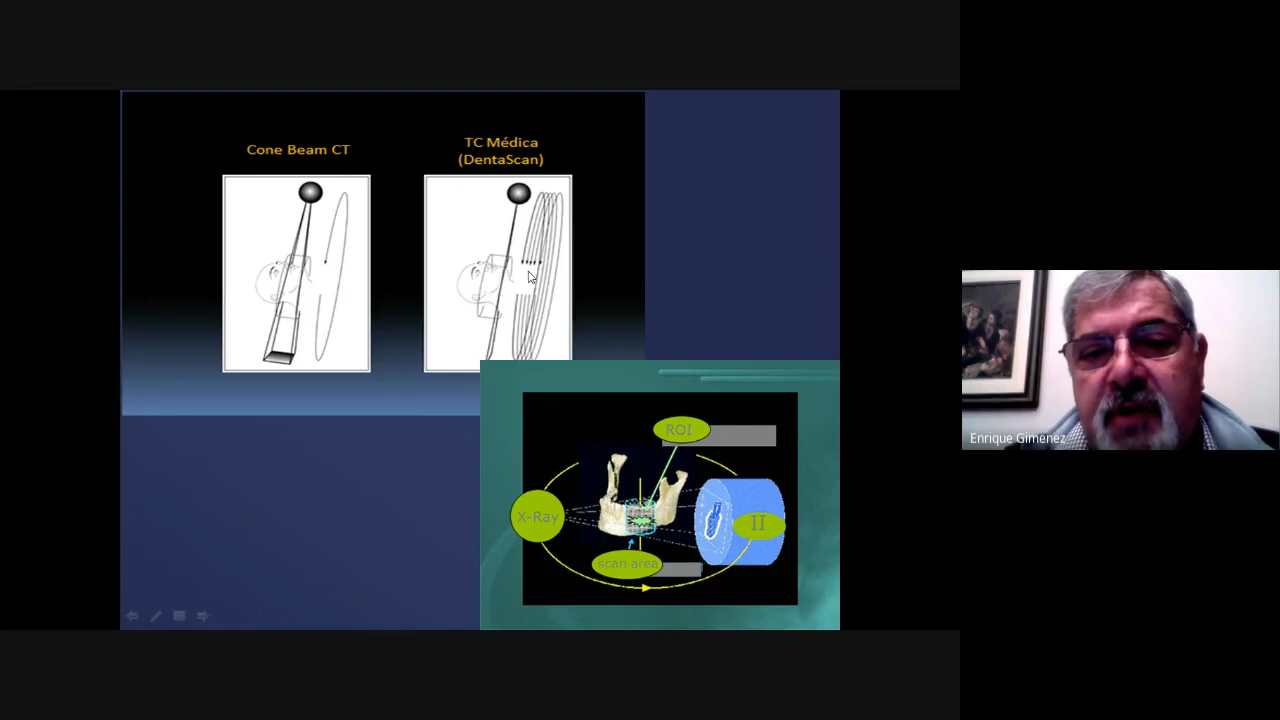 Cone Beam CT
TC Médica
(DentaScan)
ROI
X-Ray
II
scan area
Enrique Gimenez